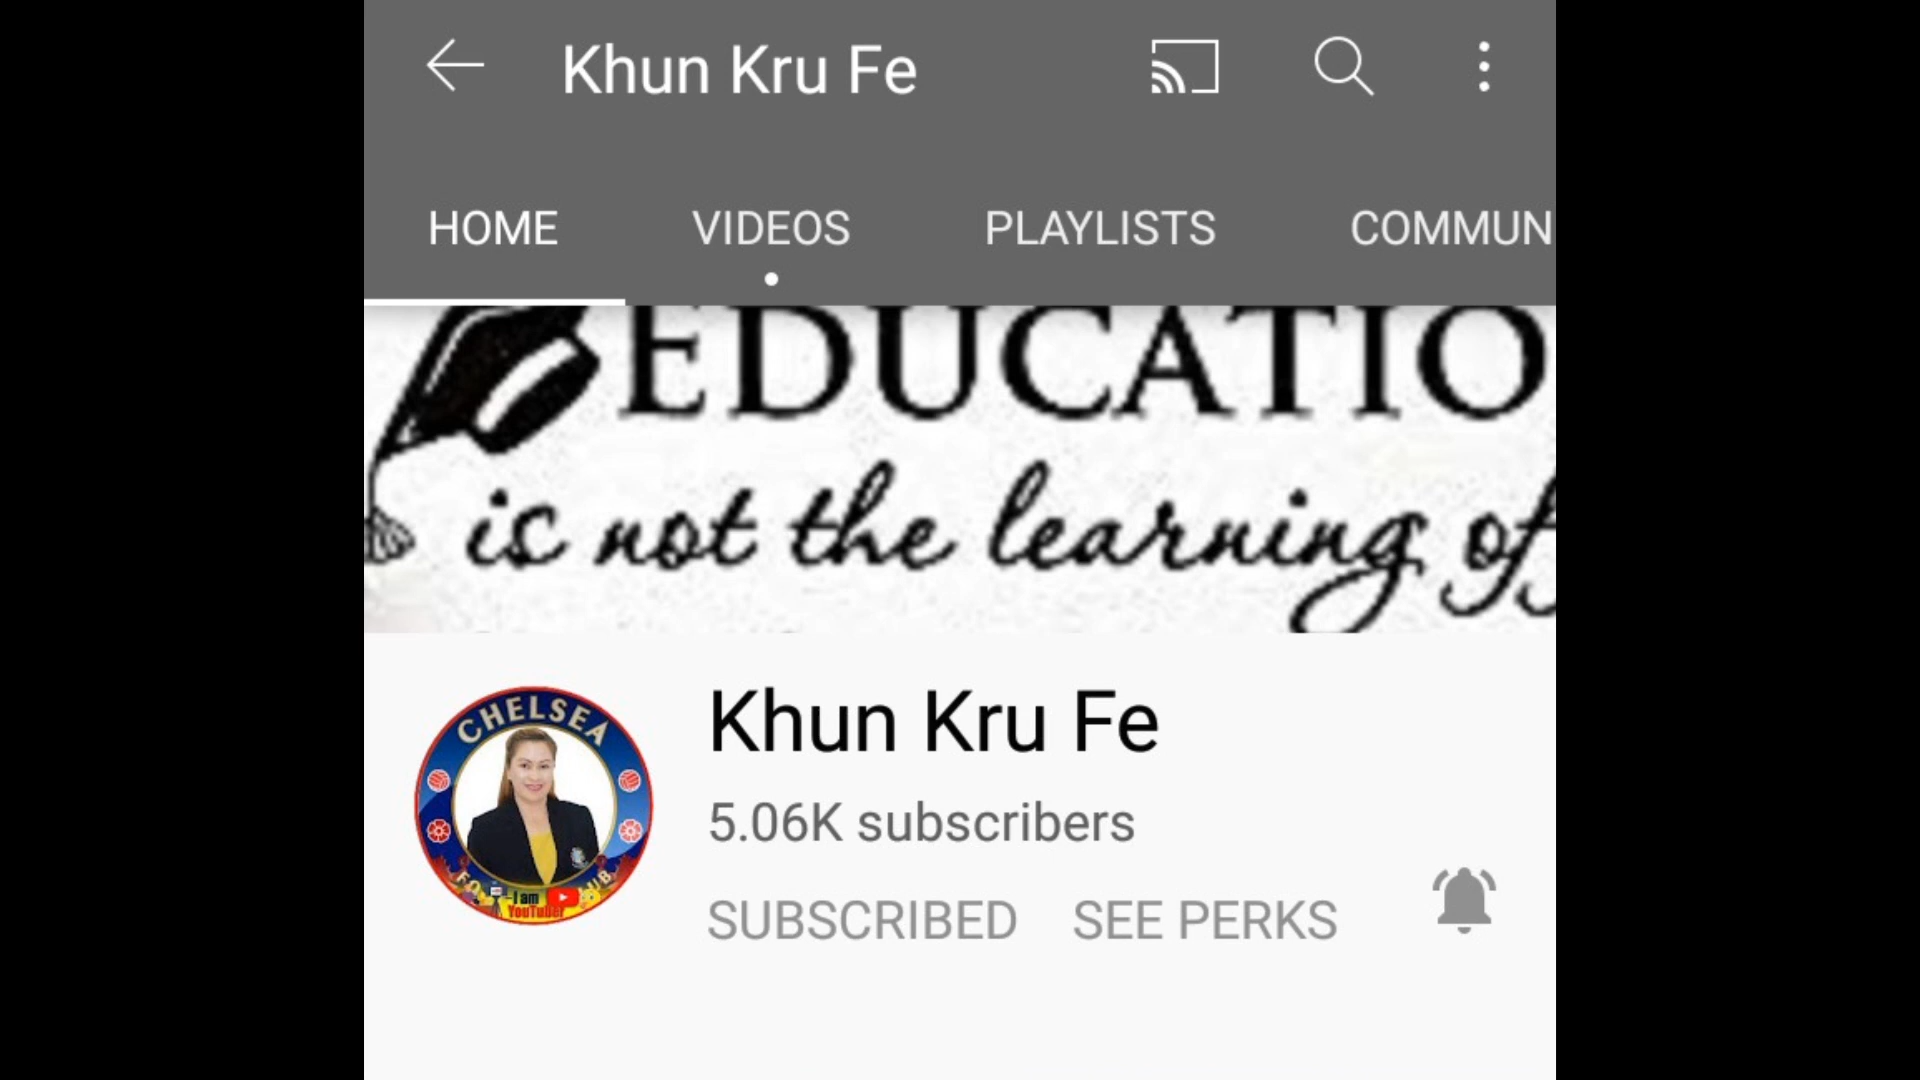 Khun Kru Fe
HOME VIDEOS PLAYLISTS COMMUN
EDUCATIO
is not the learning of
Khun Kru Fe
5.06K subscribers
SUBSCRIBED SEE PERKS
CHELSEA
I am
YouTuber